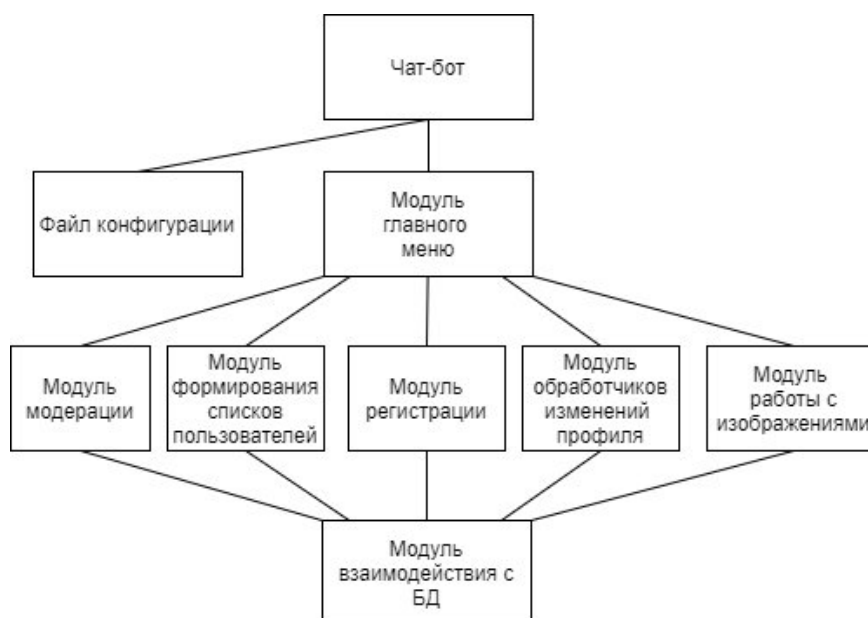 Чат-бот
Файл конфигурации
Модуль
главного
меню
Модуль
модерации
Модуль
формирования
списков
пользователей
Модуль
регистрации
Модуль
обработчиков
изменений
профиля
Модуль
работы с
изображениями
Модуль
взаимодействия с
БД